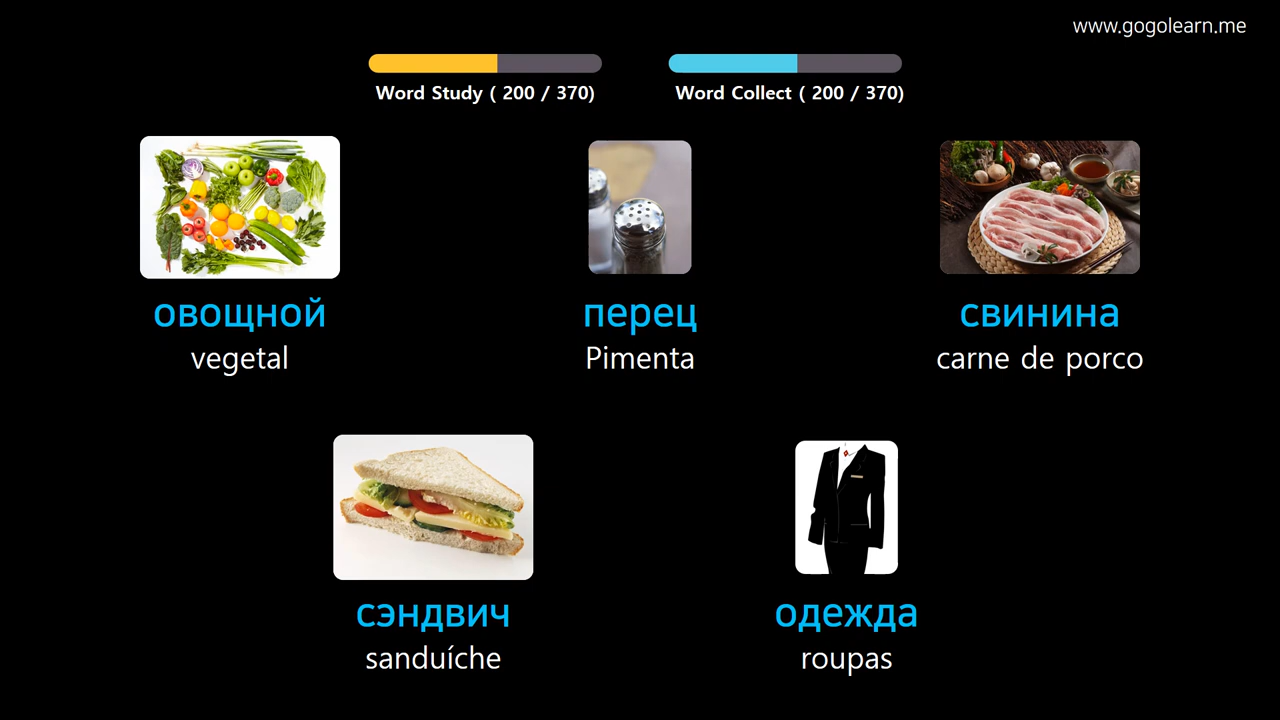 www.gogolearn.me
Word Study ( 200 / 370)
Word Collect ( 200 / 370)
овощной
vegetal
перец
Pimenta
свинина
carne de porco
сэндвич
sanduíche
одежда
roupas